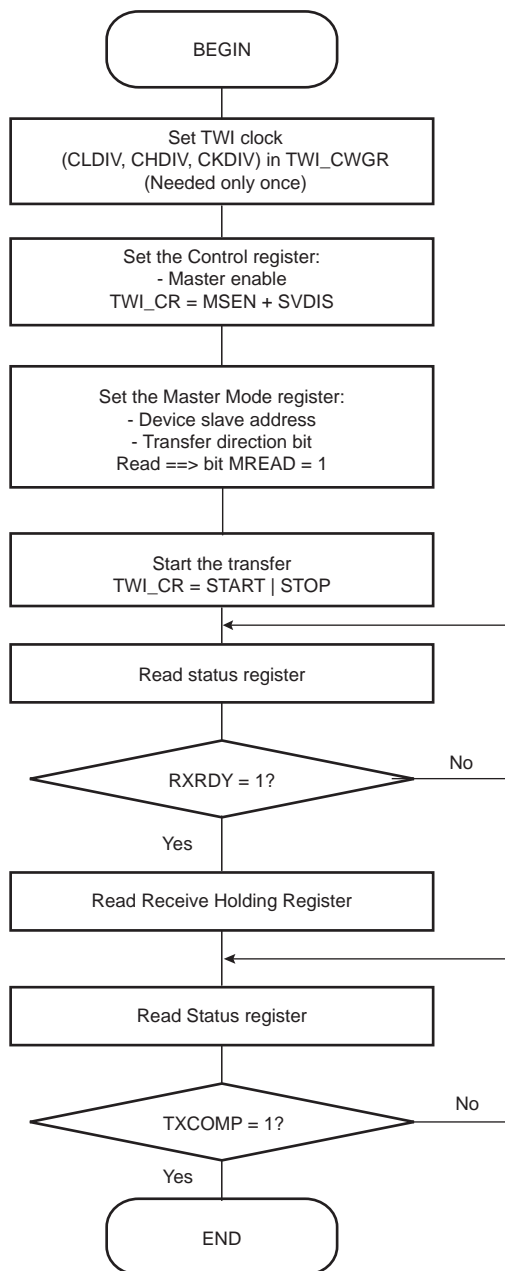 BEGIN
Set TWI clock
(CLDIV, CHDIV, CKDIV) in TWI_CWGR
(Needed only once)
Set the Control register:
- Master enable
TWI_CR = MSEN + SVDIS
Set the Master Mode register:
- Device slave address
- Transfer direction bit
Read ==> bit MREAD = 1
Start the transfer
TWI_CR = START | STOP
Read status register
RXRDY = 1?
No
Yes
Read Receive Holding Register
Read Status register
TXCOMP = 1?
No
Yes
END